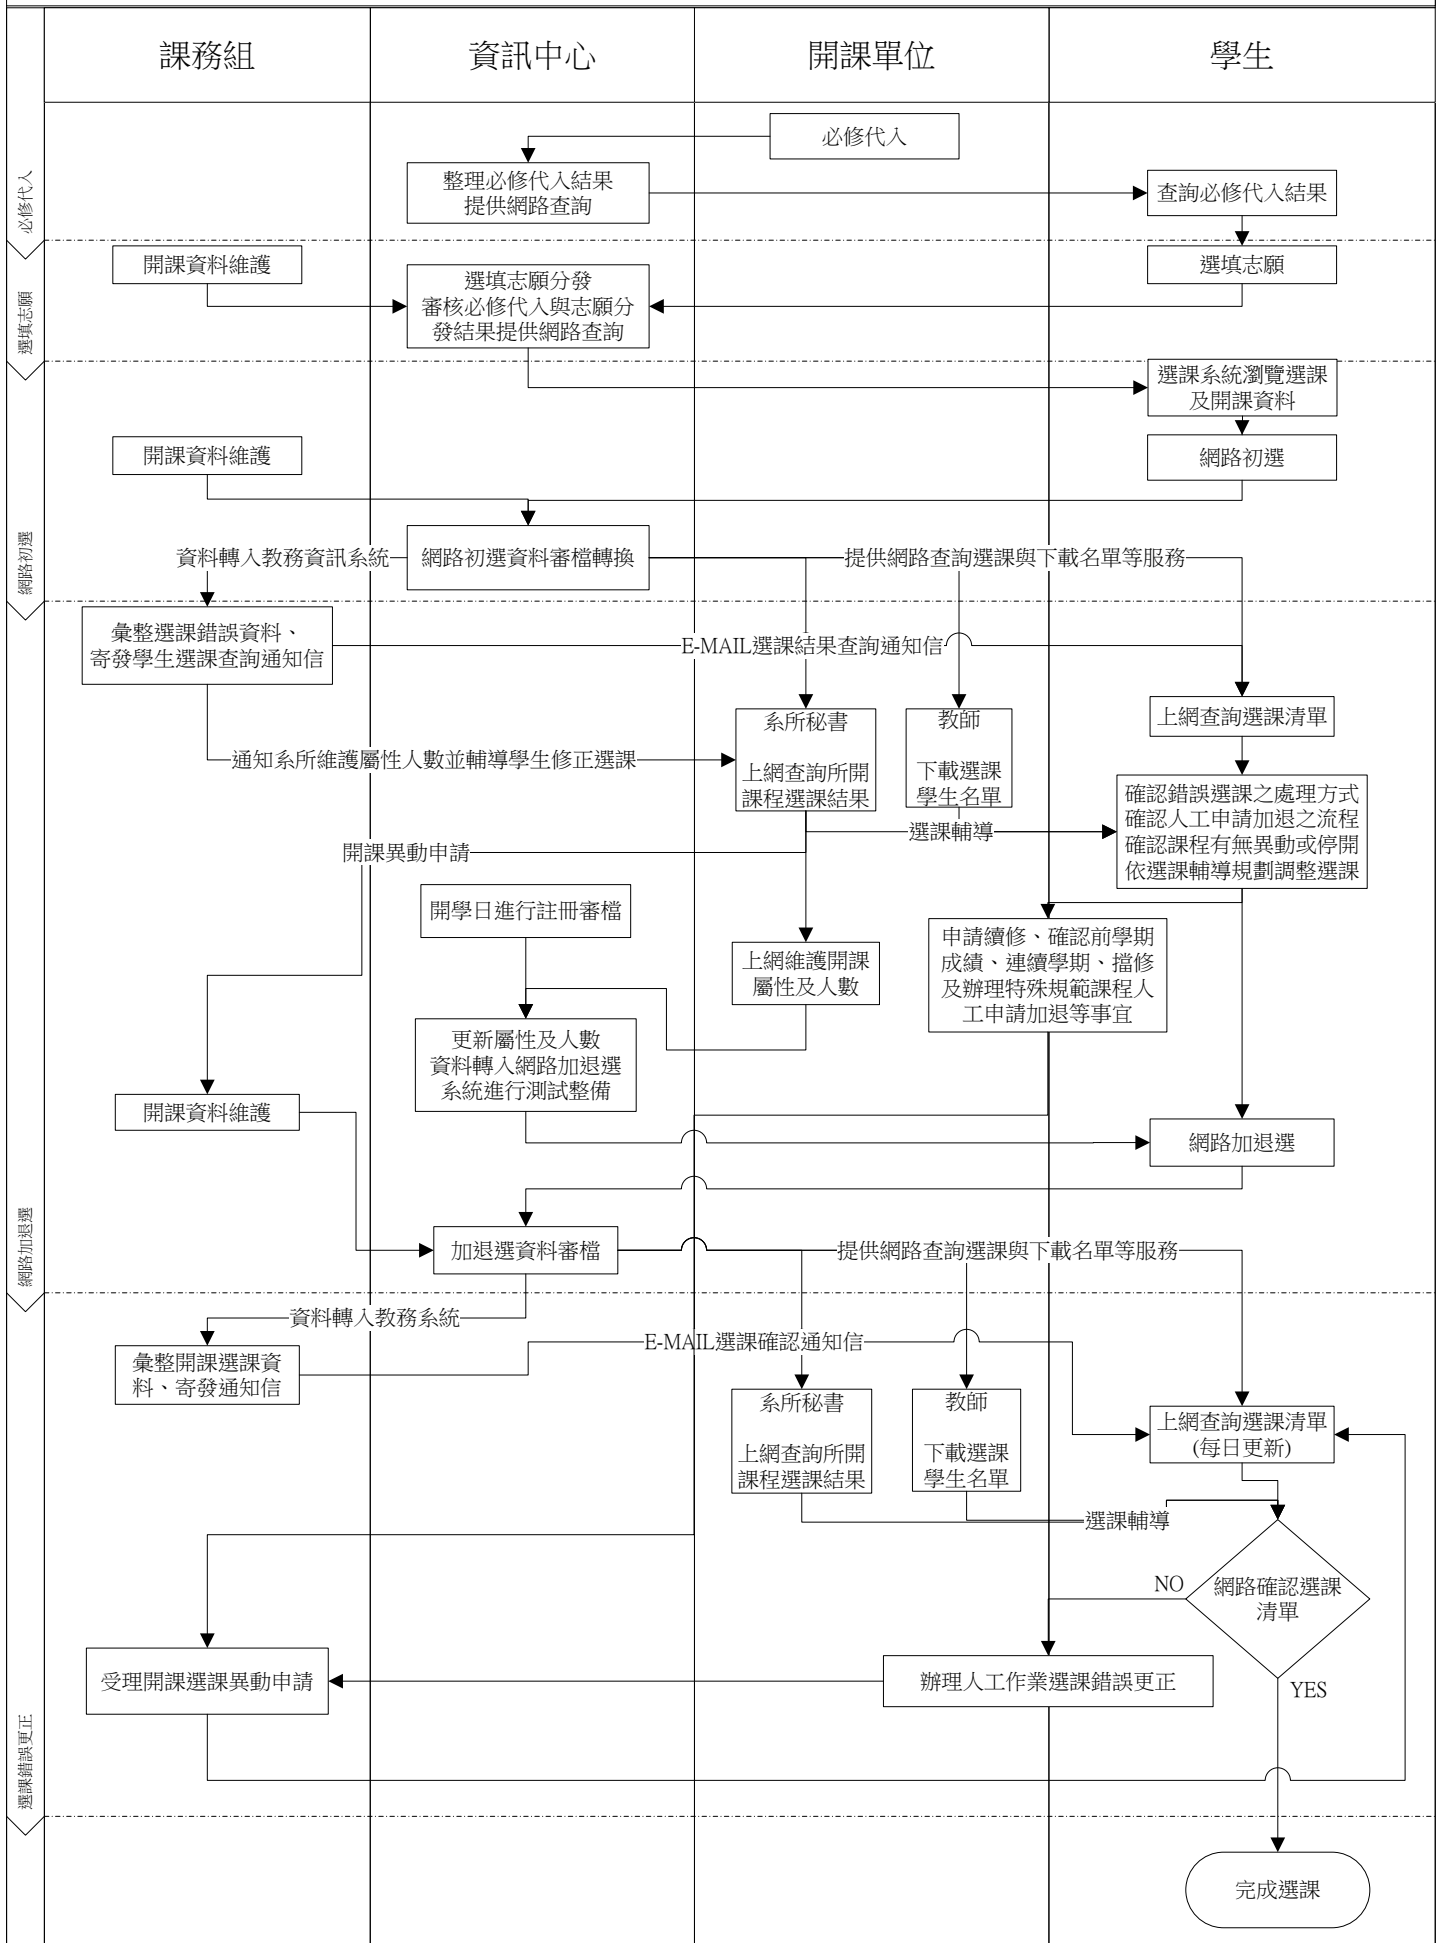 課務組
資訊中心
開課單位
學生
必修代入
必修代入
整理必修代入結果
提供網路查詢
查詢必修代入結果
選填志願
開課資料維護
選填志願
選填志願分發
審核必修代入與志願分
發結果提供網路查詢
網路初選
選課系統瀏覽選課
及開課資料
開課資料維護
網路初選
資料轉入教務資訊系統
網路初選資料審檔轉換
提供網路查詢選課與下載名單等服務
網路加退選
彙整選課錯誤資料、
寄發學生選課查詢通知信
E-MAIL選課結果查詢通知信
系所秘書
上網查詢所開
課程選課結果
教師
下載選課
學生名單
上網查詢選課清單
通知系所維護屬性人數並輔導學生修正選課
確認錯誤選課之處理方式
確認人工申請加退之流程
確認課程有無異動或停開
依選課輔導規劃調整選課
選課輔導
開課異動申請
開學日進行註冊審檔
上網維護開課
屬性及人數
申請續修、確認前學期
成績、連續學期、擋修
及辦理特殊規範課程人
工申請加退等事宜
更新屬性及人數
資料轉入網路加退選
系統進行測試整備
開課資料維護
網路加退選
加退選資料審檔
提供網路查詢選課與下載名單等服務
選課錯誤更正
資料轉入教務系統
彙整開課選課資
料、寄發通知信
E-MAIL選課確認通知信
系所秘書
上網查詢所開
課程選課結果
教師
下載選課
學生名單
上網查詢選課清單
(每日更新)
選課輔導
網路確認選課
清單
NO
YES
受理開課選課異動申請
辦理人工作業選課錯誤更正
完成選課